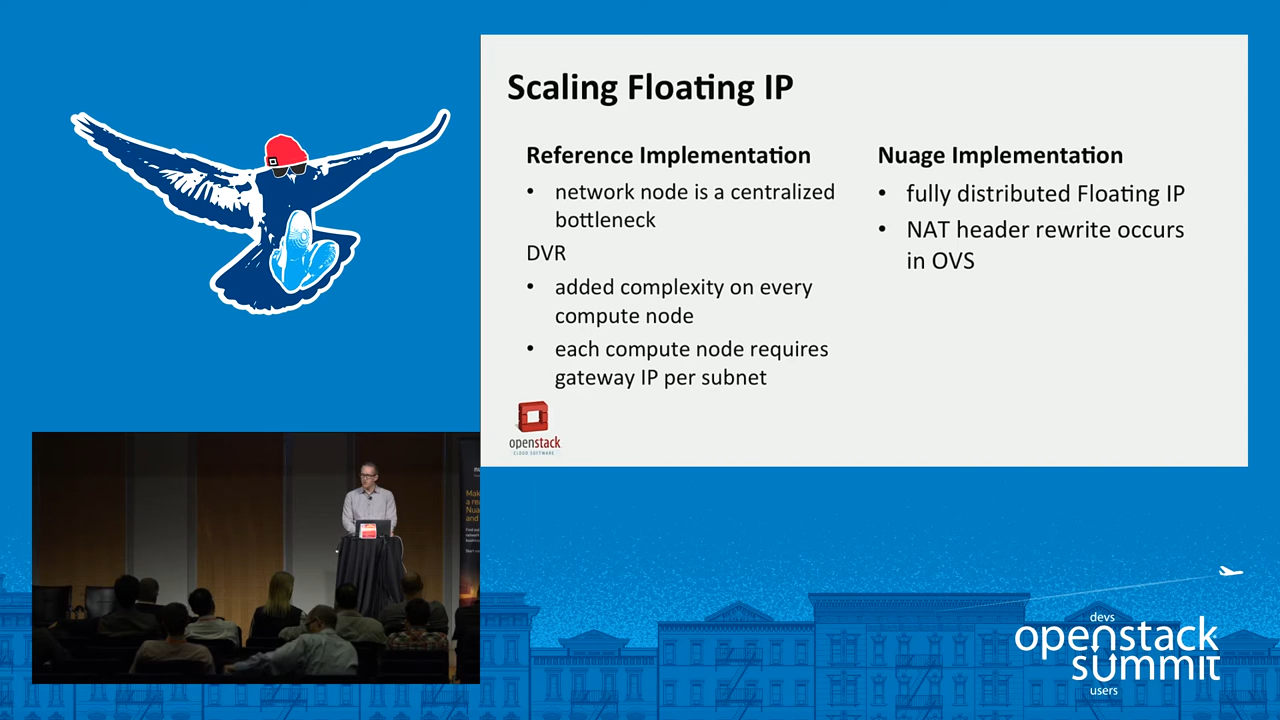 Scaling Floating IP
Reference Implementation
• network node is a centralized
bottleneck
DVR
• added complexity on every
compute node
• each compute node requires
gateway IP per subnet
Nuage Implementation
• fully distributed Floating IP
• NAT header rewrite occurs
in OVS
openstack
CLOUD SOFTWARE
devs
openstack
summit
users